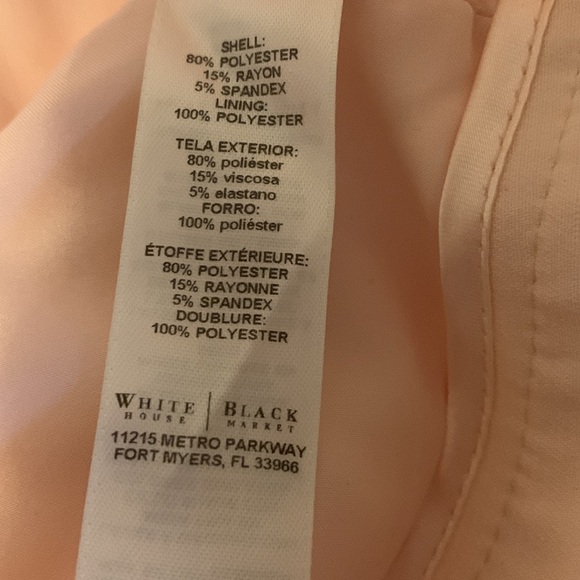 SHELL:
80% POLYESTER
15% RAYON
5% SPANDEX
LINING:
100% POLYESTER
TELA EXTERIOR:
80% poliéster
15% viscosa
5% elastano
FORRO:
100% poliéster
ÉTOFFE EXTÉRIEURE:
80% POLYESTER
15% RAYONNE
5% SPANDEX
DOUBLURE:
100% POLYESTER
WHITE | BLACK
HOUSE MARKET
11215 METRO PARKWAY
FORT MYERS, FL 33966